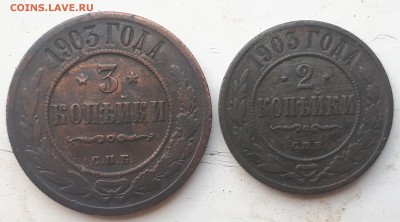 COINS.LAVE.RU
1903 ГОДА
3
КОПѢЙКИ
С.П.Б.
1903 ГОДА
2
КОПѢЙКИ
С.П.Б.